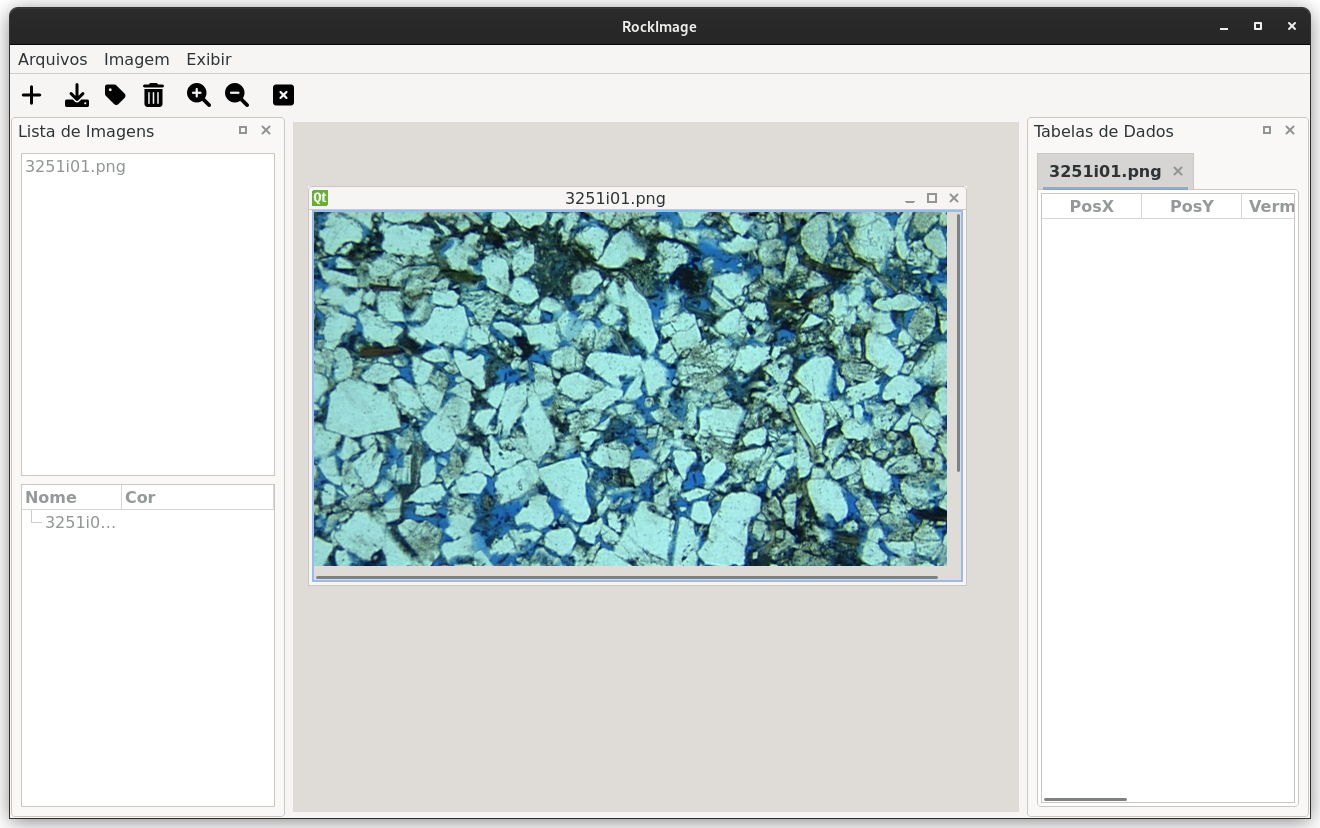 RockImage
Arquivos Imagem Exibir
Lista de Imagens
3251i01.png
Nome Cor
3251i0...
Qt 3251i01.png
Tabelas de Dados
3251i01.png
PosX PosY Verm